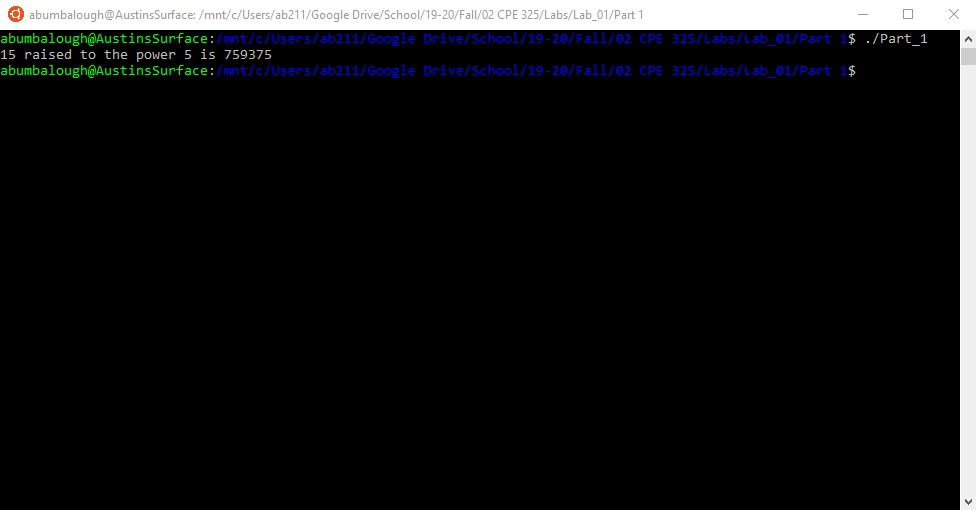 abumbalough@AustinsSurface: /mnt/c/Users/ab211/Google Drive/School/19-20/Fall/02 CPE 325/Labs/Lab_01/Part 1
abumbalough@AustinsSurface:/mnt/c/Users/ab211/Google Drive/School/19-20/Fall/02 CPE 325/Labs/Lab_01/Part 1$ ./Part_1
15 raised to the power 5 is 759375
abumbalough@AustinsSurface:/mnt/c/Users/ab211/Google Drive/School/19-20/Fall/02 CPE 325/Labs/Lab_01/Part 1$